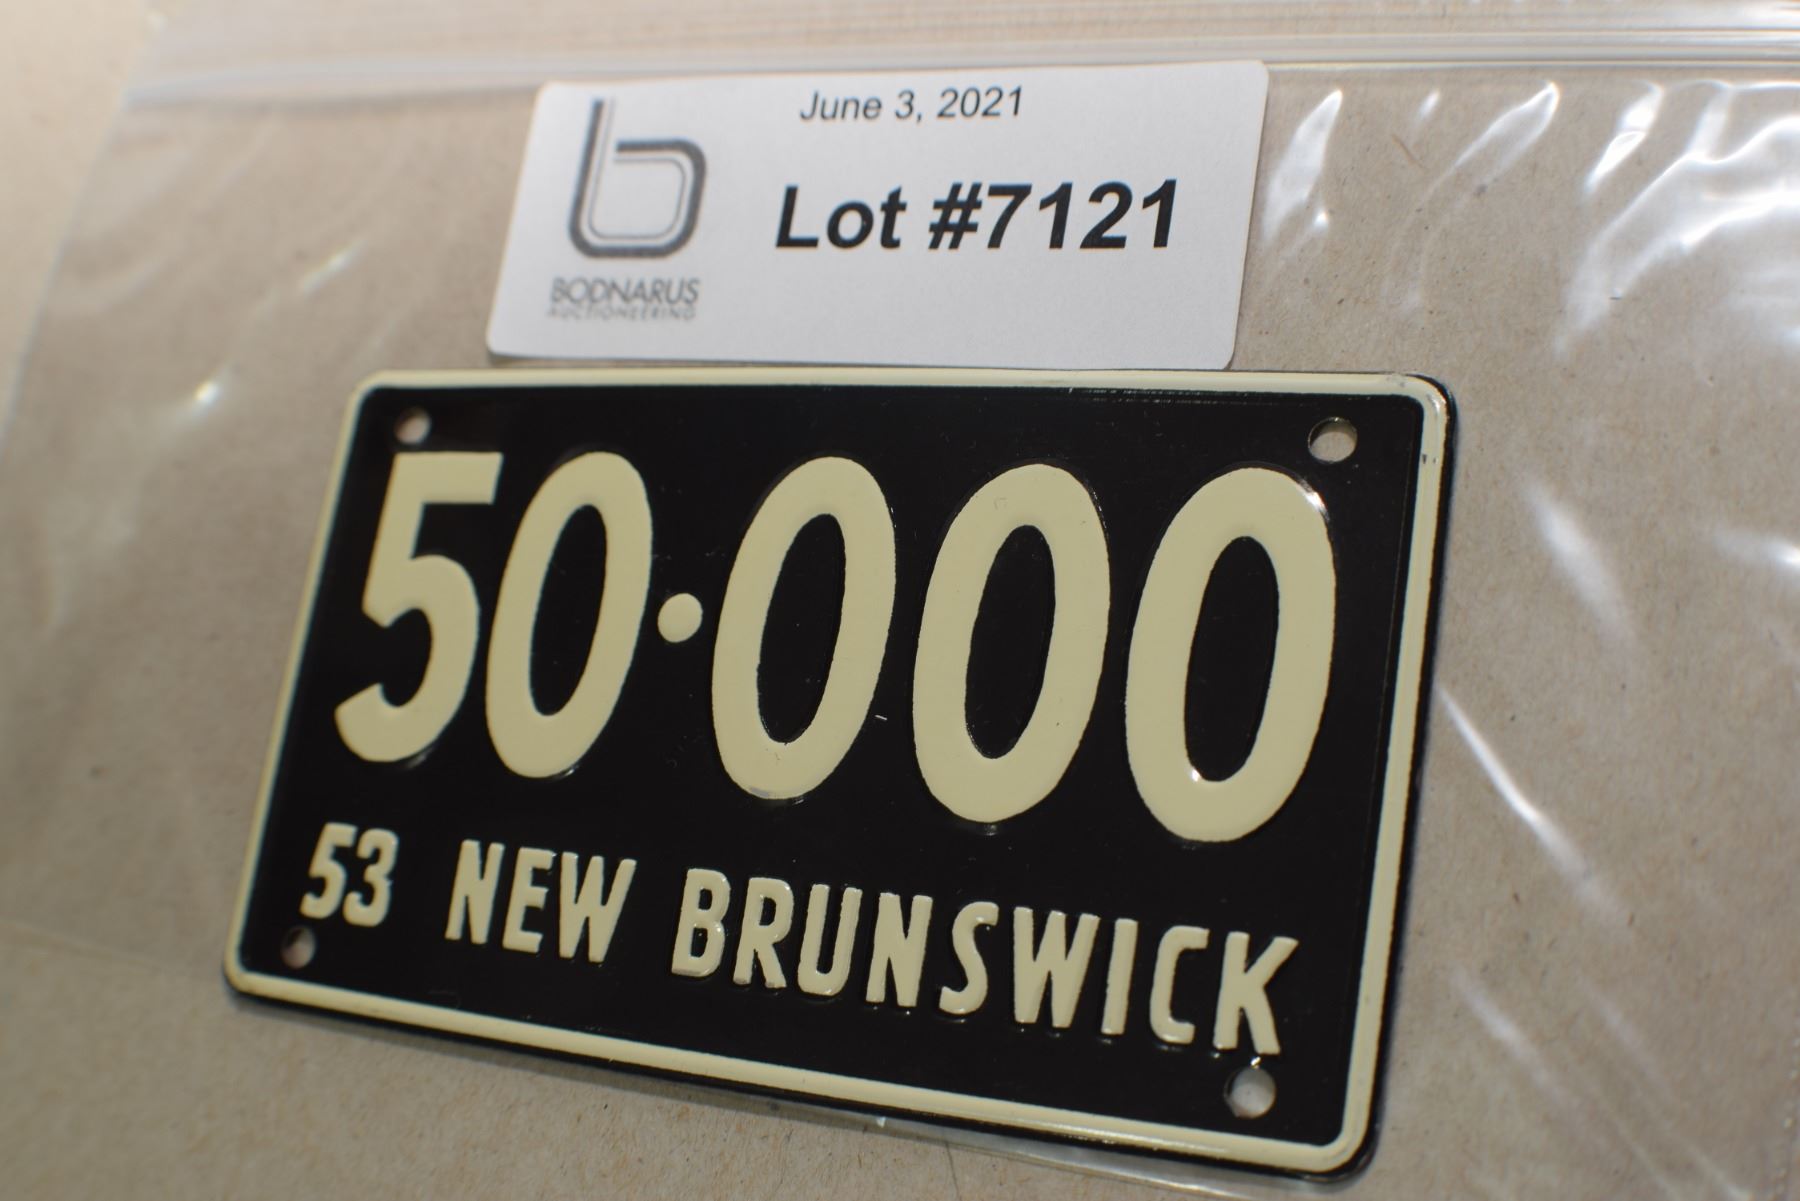 June 3, 2021
Lot #7121
BODNARUS
AUCTIONEERING
50·000
53 NEW BRUNSWICK